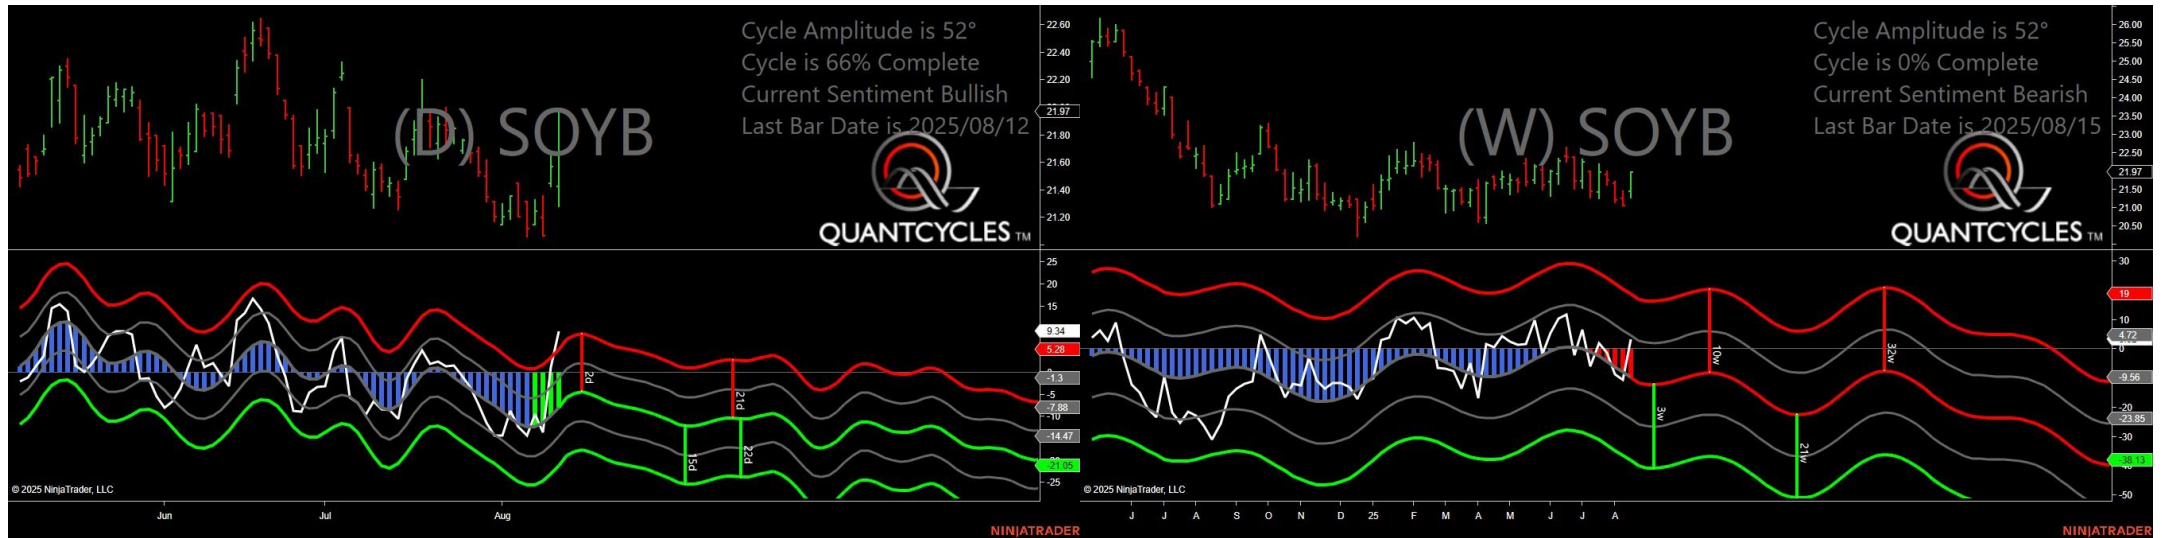 Cycle Amplitude is 52°
Cycle is 66% Complete
Current Sentiment Bullish
Last Bar Date is 2025/08/12
(D) SOYB
QUANTCYCLES TM
22.60
22.40
22.20
21.97
21.80
21.60
21.40
21.20
25
20
15
9.34
5.28
-1.3
-5
-7.88
-10
-14.47
-21.05
-25
2d
21d
15d
22d
© 2025 NinjaTrader, LLC
Jun
Jul
Aug
NINJATRADER
Cycle Amplitude is 52°
Cycle is 0% Complete
Current Sentiment Bearish
Last Bar Date is 2025/08/15
(W) SOYB
QUANTCYCLES TM
26.00
25.50
25.00
24.50
24.00
23.50
23.00
22.50
21.97
21.50
21.00
20.50
30
19
10
4.72
0
-9.56
-20
-23.85
-30
-38.13
-50
10w
32w
3w
21w
© 2025 NinjaTrader, LLC
J J A S O N D 25 F M A M J J A
NINJATRADER